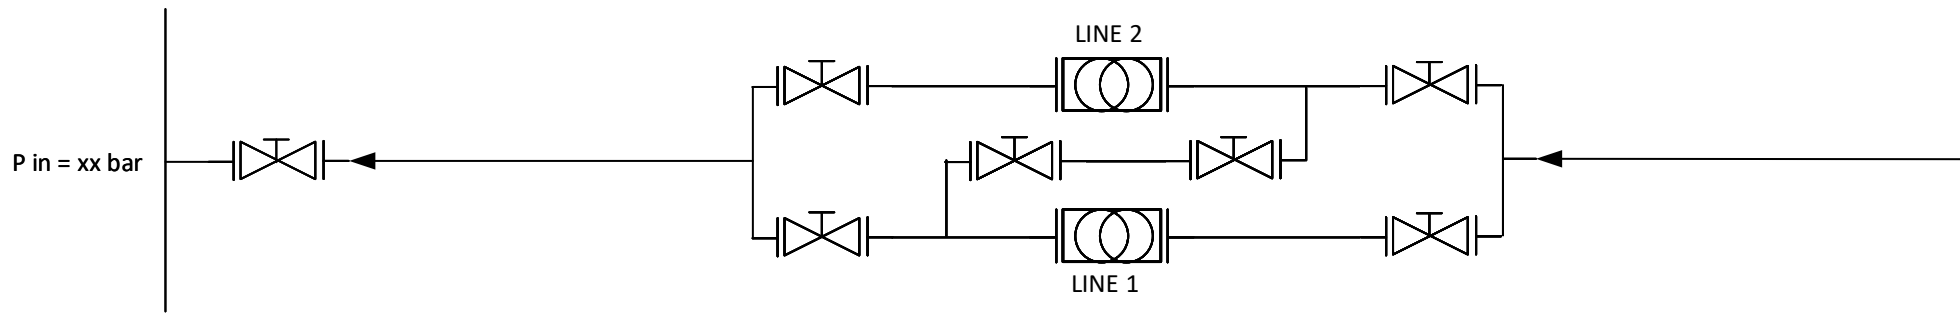 LINE 2
P in = xx bar
LINE 1